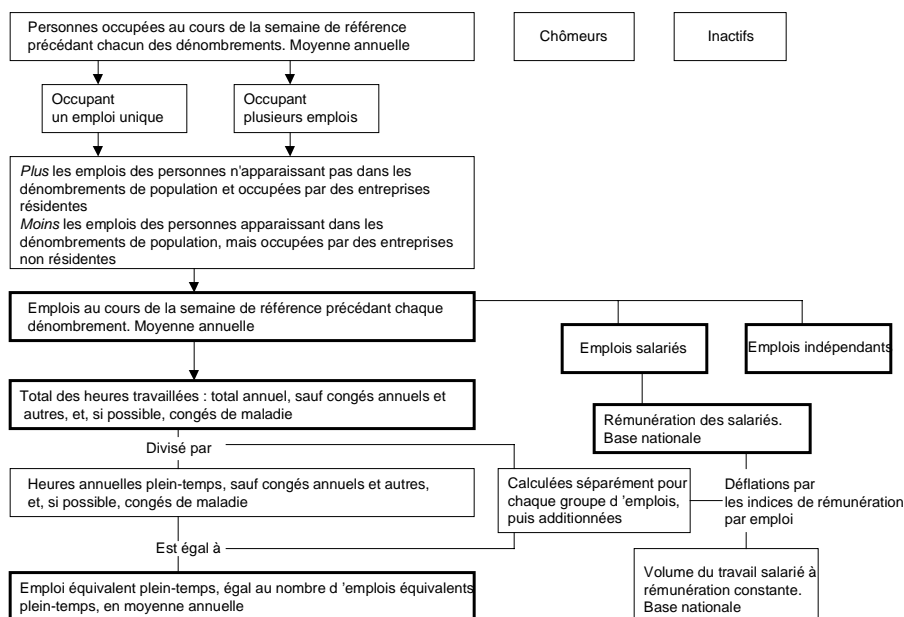 Personnes occupées au cours de la semaine de référence
précédant chacun des dénombrements. Moyenne annuelle
Chômeurs
Inactifs
Occupant
un emploi unique
Occupant
plusieurs emplois
Plus les emplois des personnes n'apparaissant pas dans les
dénombrements de population et occupées par des entreprises
résidentes
Moins les emplois des personnes apparaissant dans les
dénombrements de population, mais occupées par des entreprises
non résidentes
Emplois au cours de la semaine de référence précédant chaque
dénombrement. Moyenne annuelle
Emplois salariés
Emplois indépendants
Total des heures travaillées : total annuel, sauf congés annuels et
autres, et, si possible, congés de maladie
Rémunération des salariés.
Base nationale
Divisé par
Heures annuelles plein-temps, sauf congés annuels et autres,
et, si possible, congés de maladie
Calculées séparément pour
chaque groupe d 'emplois,
puis additionnées
Déflations par
les indices de rémunération
par emploi
Est égal à
Emploi équivalent plein-temps, égal au nombre d 'emplois équivalents
plein-temps, en moyenne annuelle
Volume du travail salarié à
rémunération constante.
Base nationale